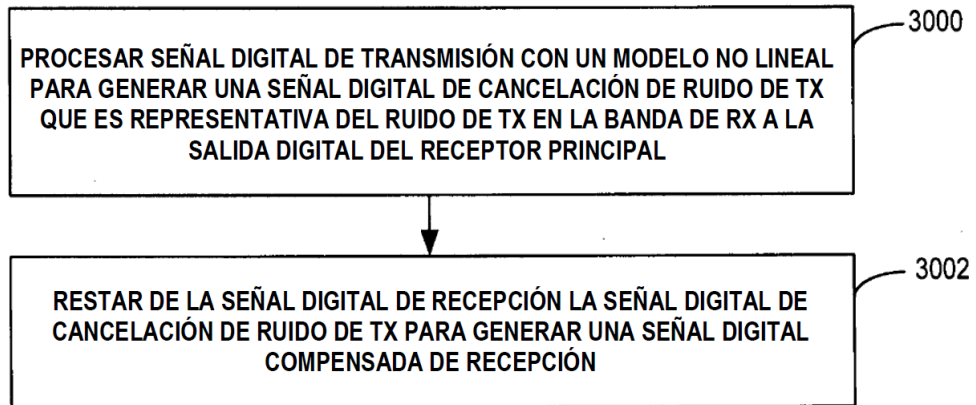 3000
PROCESAR SEÑAL DIGITAL DE TRANSMISIÓN CON UN MODELO NO LINEAL
PARA GENERAR UNA SEÑAL DIGITAL DE CANCELACIÓN DE RUIDO DE TX
QUE ES REPRESENTATIVA DEL RUIDO DE TX EN LA BANDA DE RX A LA
SALIDA DIGITAL DEL RECEPTOR PRINCIPAL
3002
RESTAR DE LA SEÑAL DIGITAL DE RECEPCIÓN LA SEÑAL DIGITAL DE
CANCELACIÓN DE RUIDO DE TX PARA GENERAR UNA SEÑAL DIGITAL
COMPENSADA DE RECEPCIÓN